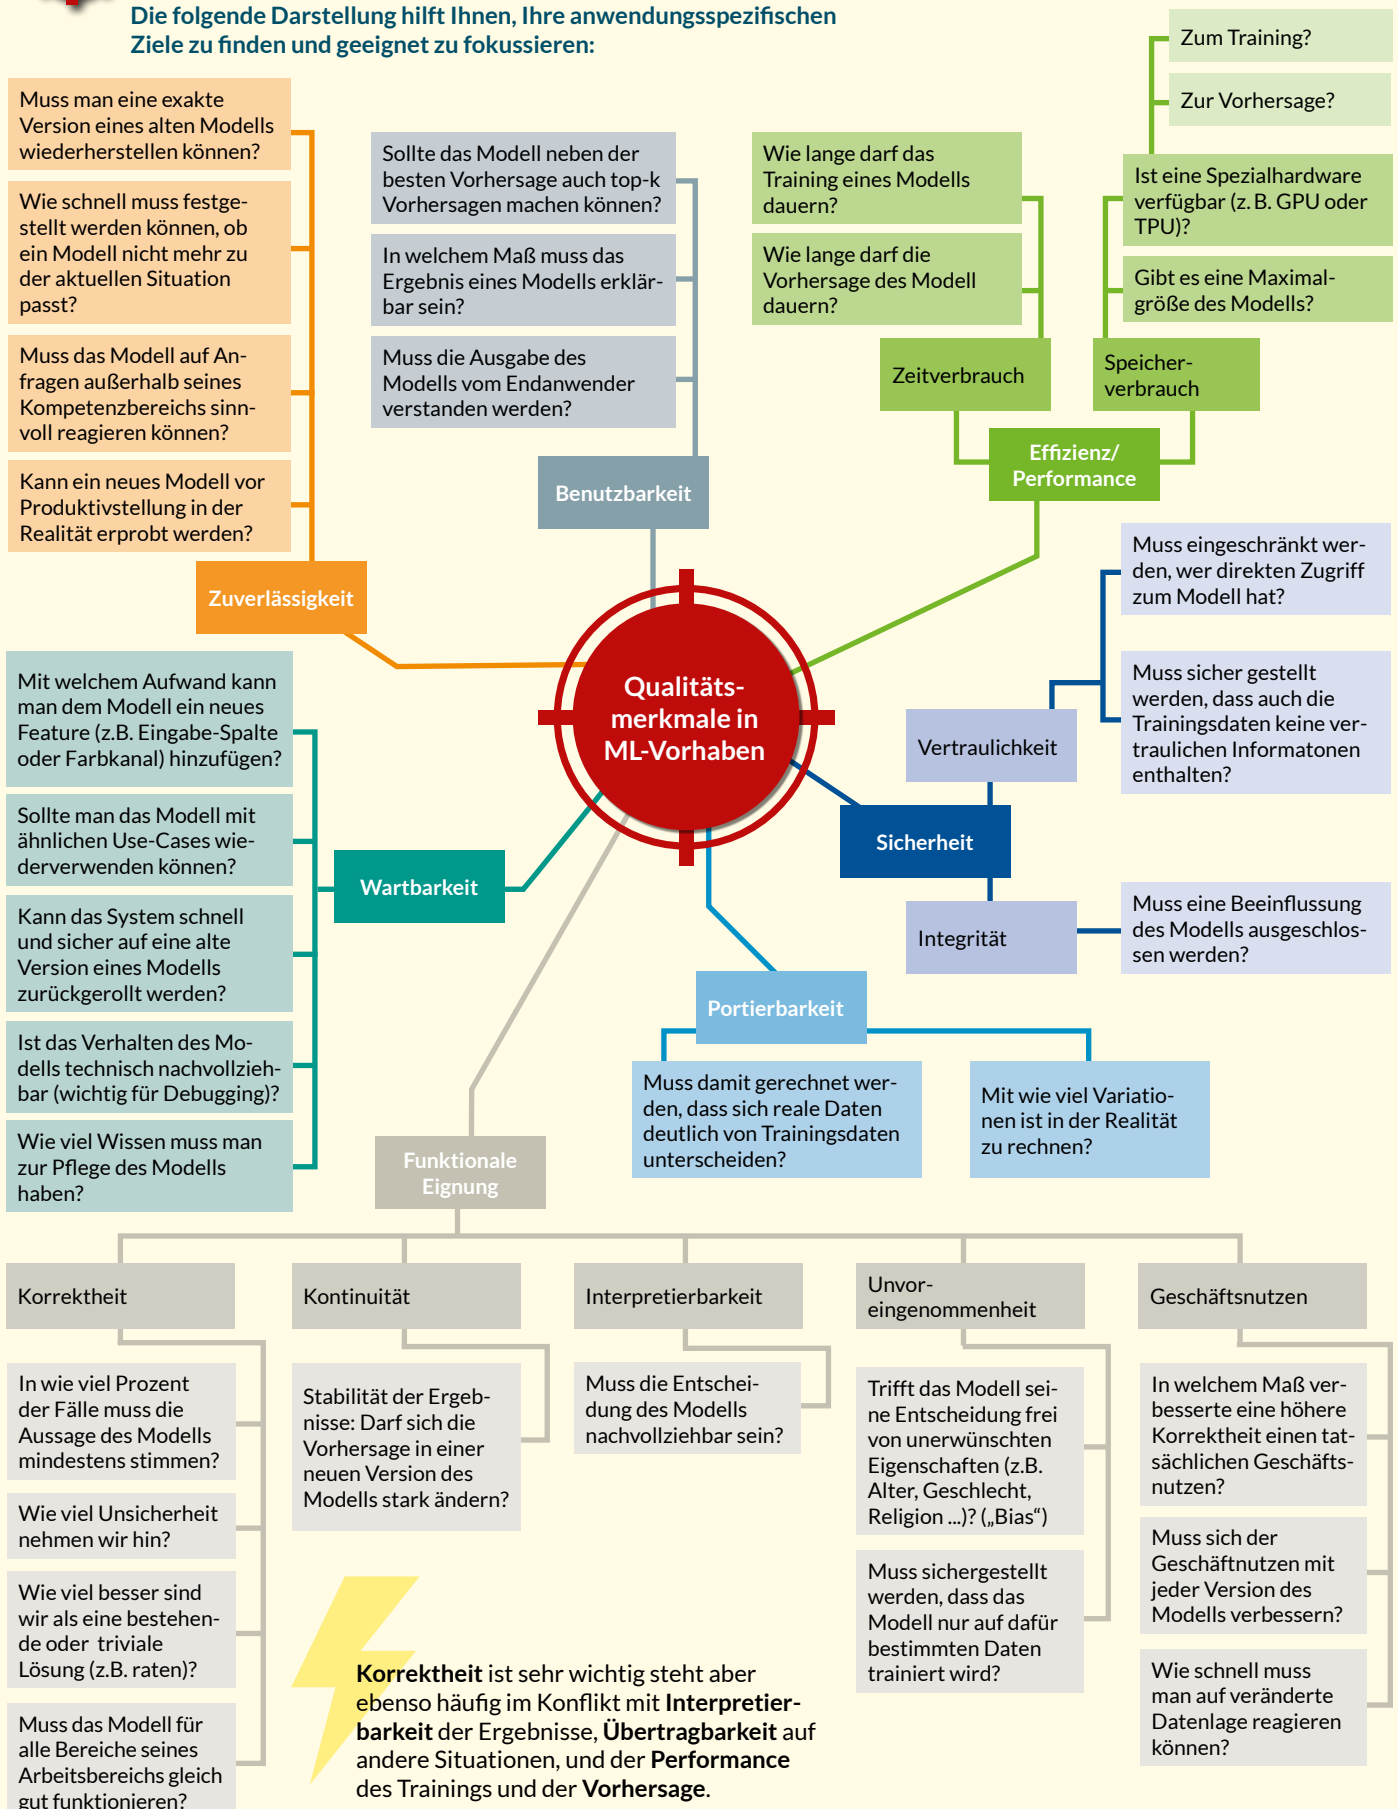 Die folgende Darstellung hilft Ihnen, Ihre anwendungsspezifischen
Ziele zu finden und geeignet zu fokussieren:
Muss man eine exakte
Version eines alten Modells
wiederherstellen können?
Wie schnell muss festge-
stellt werden können, ob
ein Modell nicht mehr zu
der aktuellen Situation
passt?
Muss das Modell auf An-
fragen außerhalb seines
Kompetenzbereichs sinn-
voll reagieren können?
Kann ein neues Modell vor
Produktivstellung in der
Realität erprobt werden?
Zuverlässigkeit
Sollte das Modell neben der
besten Vorhersage auch top-k
Vorhersagen machen können?
In welchem Maß muss das
Ergebnis eines Modells erklär-
bar sein?
Muss die Ausgabe des
Modells vom Endanwender
verstanden werden?
Benutzbarkeit
Wie lange darf das
Training eines Modells
dauern?
Wie lange darf die
Vorhersage des Modell
dauern?
Zeitverbrauch
Zum Training?
Zur Vorhersage?
Ist eine Spezialhardware
verfügbar (z. B. GPU oder
TPU)?
Gibt es eine Maximal-
größe des Modells?
Speicher-
verbrauch
Effizienz/
Performance
Qualitäts-
merkmale in
ML-Vorhaben
Muss eingeschränkt wer-
den, wer direkten Zugriff
zum Modell hat?
Muss sicher gestellt
werden, dass auch die
Trainingsdaten keine ver-
traulichen Informatonen
enthalten?
Vertraulichkeit
Sicherheit
Integrität
Muss eine Beeinflussung
des Modells ausgeschlos-
sen werden?
Mit welchem Aufwand kann
man dem Modell ein neues
Feature (z.B. Eingabe-Spalte
oder Farbkanal) hinzufügen?
Sollte man das Modell mit
ähnlichen Use-Cases wie-
derverwenden können?
Kann das System schnell
und sicher auf eine alte
Version eines Modells
zurückgerollt werden?
Ist das Verhalten des Mo-
dells technisch nachvollzieh-
bar (wichtig für Debugging)?
Wie viel Wissen muss man
zur Pflege des Modells
haben?
Wartbarkeit
Portierbarkeit
Muss damit gerechnet wer-
den, dass sich reale Daten
deutlich von Trainingsdaten
unterscheiden?
Mit wie viel Variatio-
nen ist in der Realität
zu rechnen?
Funktionale
Eignung
Korrektheit
In wie viel Prozent
der Fälle muss die
Aussage des Modells
mindestens stimmen?
Wie viel Unsicherheit
nehmen wir hin?
Wie viel besser sind
wir als eine bestehen-
de oder triviale
Lösung (z.B. raten)?
Muss das Modell für
alle Bereiche seines
Arbeitsbereichs gleich
gut funktionieren?
Kontinuität
Stabilität der Ergeb-
nisse: Darf sich die
Vorhersage in einer
neuen Version des
Modells stark ändern?
Interpretierbarkeit
Muss die Entschei-
dung des Modells
nachvollziehbar sein?
Unvor-
eingenommenheit
Trifft das Modell sei-
ne Entscheidung frei
von unerwünschten
Eigenschaften (z.B.
Alter, Geschlecht,
Religion ...)? („Bias“)
Muss sichergestellt
werden, dass das
Modell nur auf dafür
bestimmten Daten
trainiert wird?
Geschäftsnutzen
In welchem Maß ver-
besserte eine höhere
Korrektheit einen tat-
sächlichen Geschäfts-
nutzen?
Muss sich der
Geschäftnutzen mit
jeder Version des
Modells verbessern?
Wie schnell muss
man auf veränderte
Datenlage reagieren
können?
Korrektheit ist sehr wichtig steht aber
ebenso häufig im Konflikt mit Interpretier-
barkeit der Ergebnisse, Übertragbarkeit auf
andere Situationen, und der Performance
des Trainings und der Vorhersage.